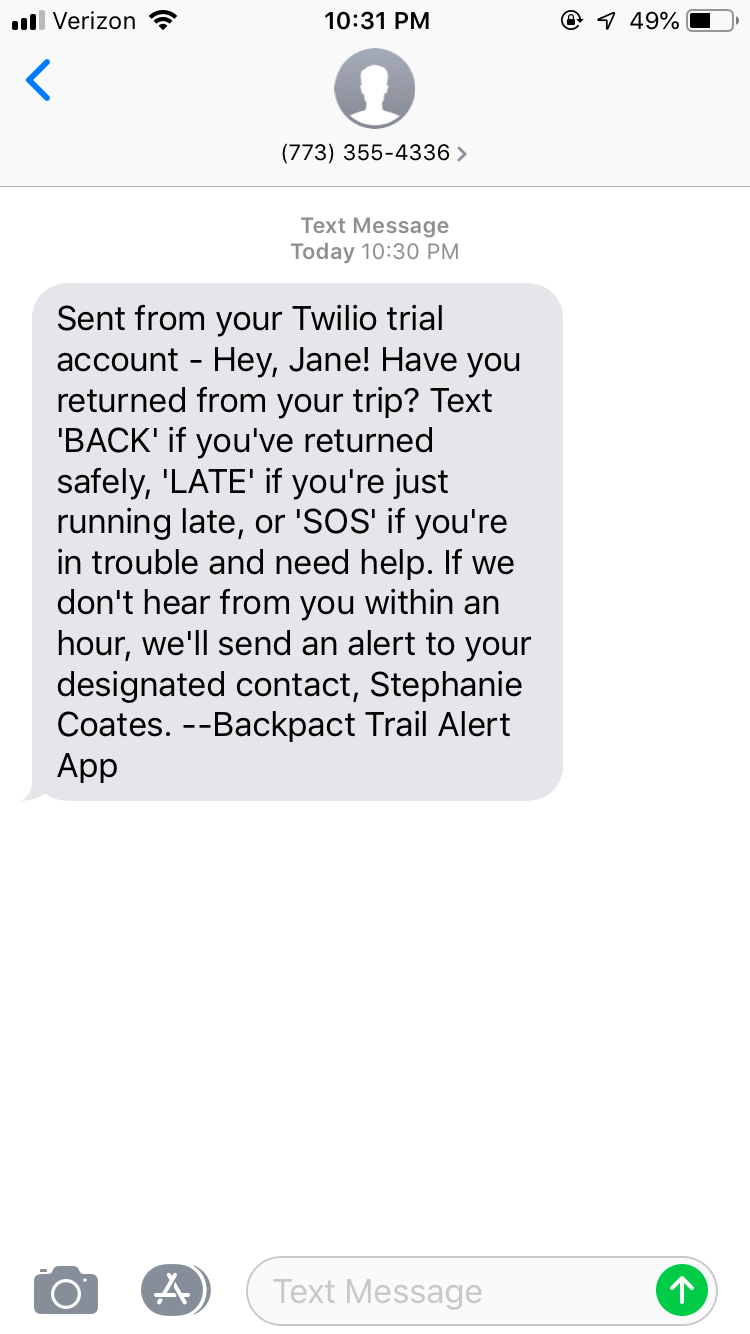 Verizon 10:31 PM 49%
(773) 355-4336
Text Message
Today 10:30 PM
Sent from your Twilio trial
account - Hey, Jane! Have you
returned from your trip? Text
'BACK' if you've returned
safely, 'LATE' if you're just
running late, or 'SOS' if you're
in trouble and need help. If we
don't hear from you within an
hour, we'll send an alert to your
designated contact, Stephanie
Coates. --Backpact Trail Alert
App
Text Message